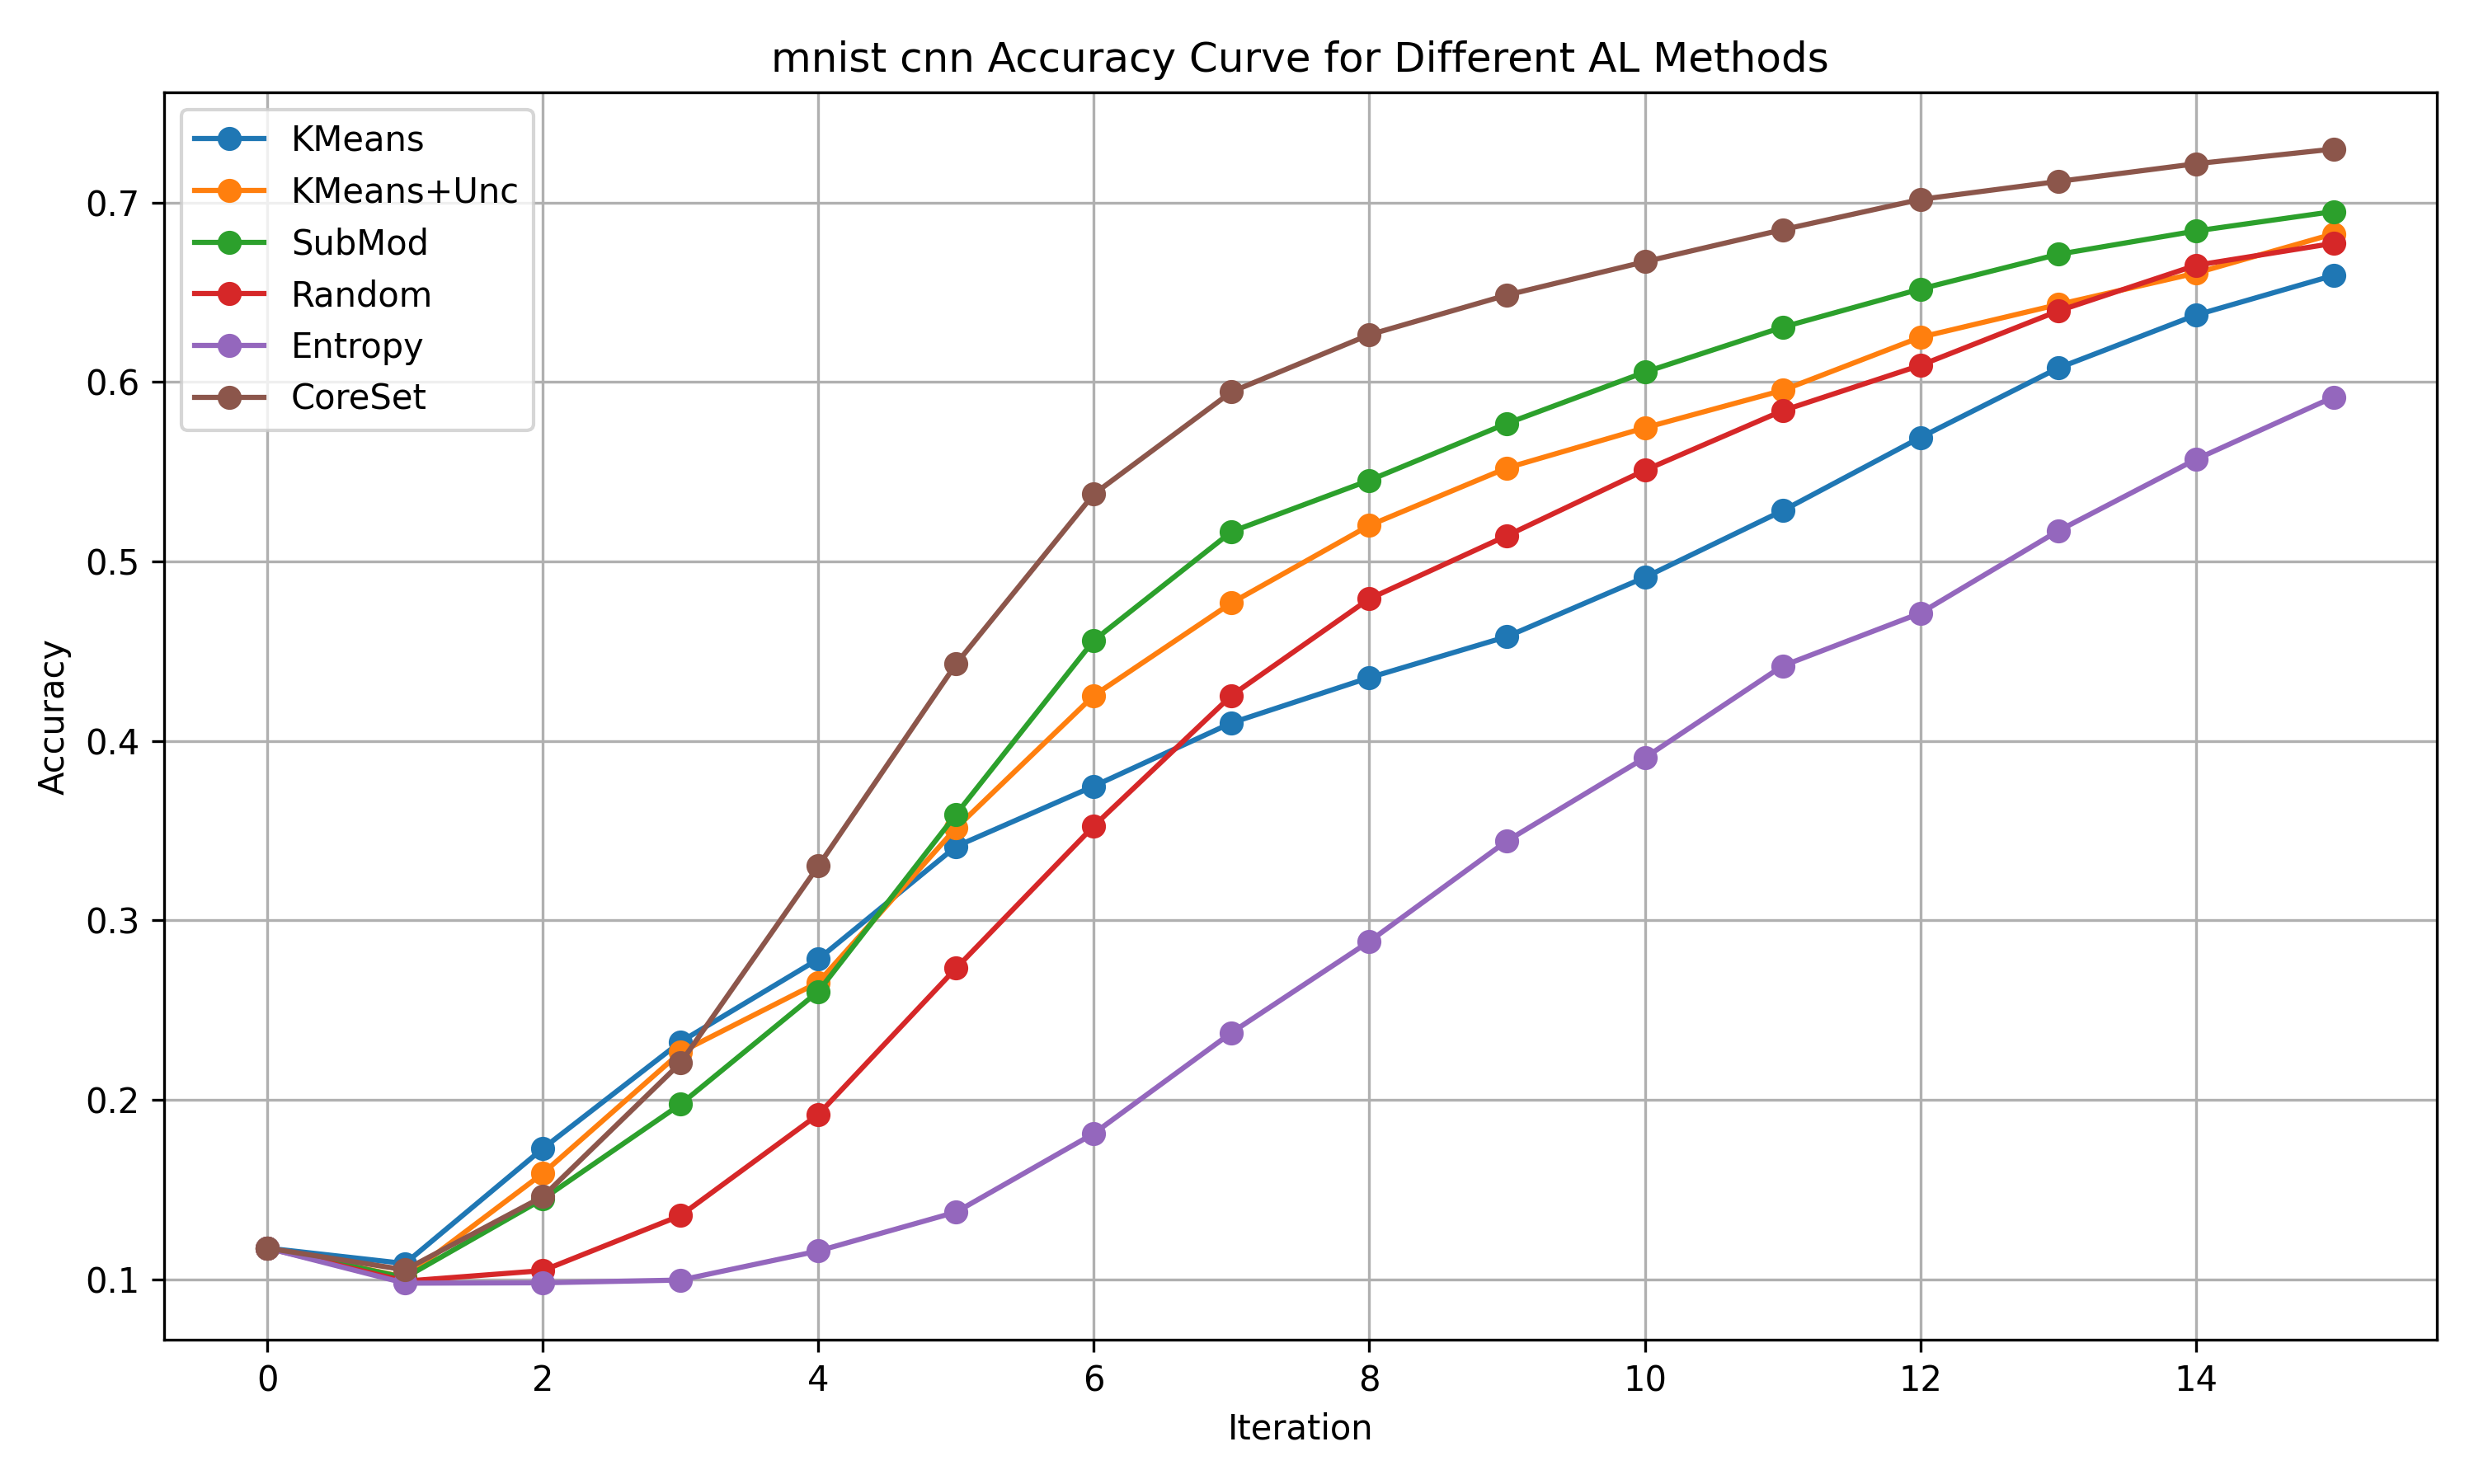 mnist cnn Accuracy Curve for Different AL Methods
KMeans
KMeans+Unc
SubMod
Random
Entropy
CoreSet
Accuracy
0.7
0.6
0.5
0.4
0.3
0.2
0.1
0 2 4 6 8 10 12 14
Iteration